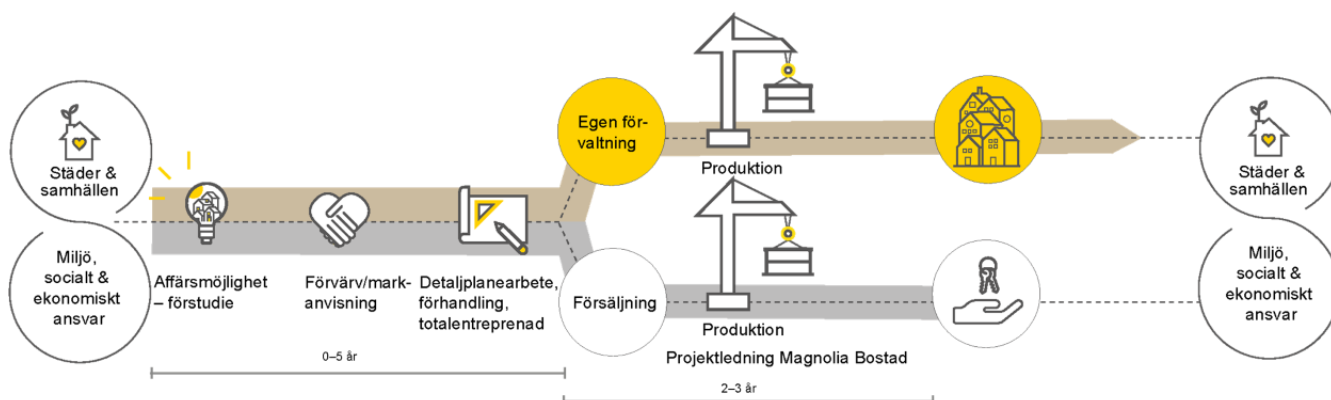 Städer &
samhällen
Miljö,
socialt &
ekonomiskt
ansvar
Affärsmöjlighet
– förstudie
Förvärv/mark-
anvisning
Detaljplanearbete,
förhandling,
totalentreprenad
0–5 år
Egen för-
valtning
Produktion
Försäljning
Produktion
Projektledning Magnolia Bostad
2–3 år
Städer &
samhällen
Miljö,
socialt &
ekonomiskt
ansvar